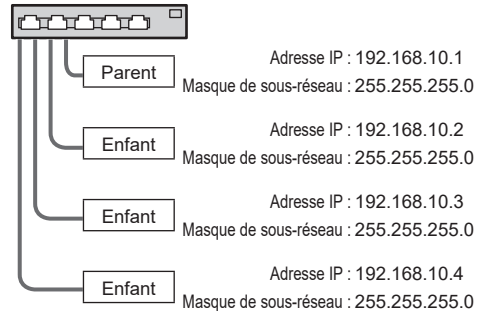 Adresse IP : 192.168.10.1
Parent
Masque de sous-réseau : 255.255.255.0
Adresse IP : 192.168.10.2
Enfant
Masque de sous-réseau : 255.255.255.0
Adresse IP : 192.168.10.3
Enfant
Masque de sous-réseau : 255.255.255.0
Adresse IP : 192.168.10.4
Enfant
Masque de sous-réseau : 255.255.255.0